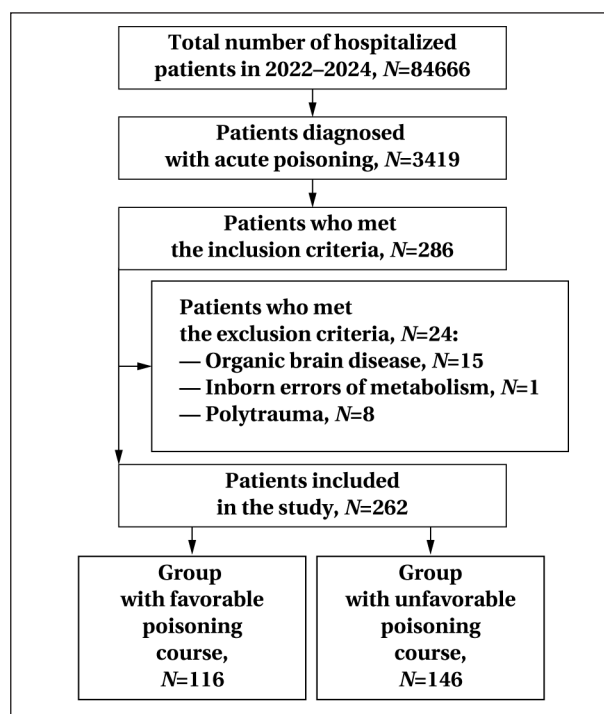 Total number of hospitalized
patients in 2022–2024, N=84666
Patients diagnosed
with acute poisoning, N=3419
Patients who met
the inclusion criteria, N=286
Patients who met
the exclusion criteria, N=24:
— Organic brain disease, N=15
— Inborn errors of metabolism, N=1
— Polytrauma, N=8
Patients included
in the study, N=262
Group
with favorable
poisoning
course,
N=116
Group
with unfavorable
poisoning
course,
N=146